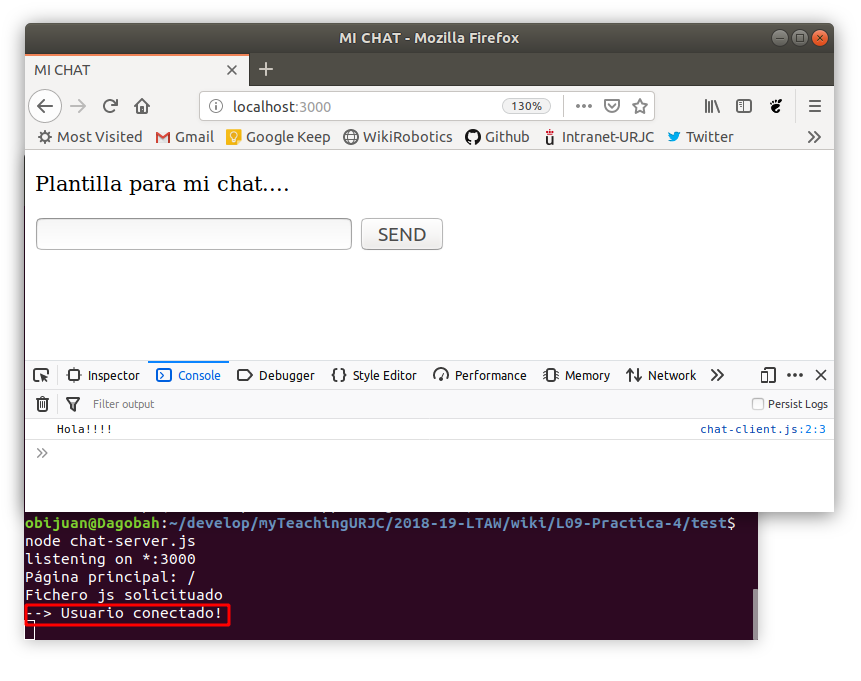 MI CHAT - Mozilla Firefox
MI CHAT
localhost:3000 130%
Most Visited Gmail Google Keep WikiRobotics Github Intranet-URJC Twitter
Plantilla para mi chat....
SEND
Inspector Console Debugger Style Editor Performance Memory Network
Filter output Persist Logs
Hola!!!! chat-client.js:2:3
obijuan@Dagobah:~/develop/myTeachingURJC/2018-19-LTAW/wiki/L09-Practica-4/test$
node chat-server.js
listening on *:3000
Página principal: /
Fichero js solicituado
--> Usuario conectado!